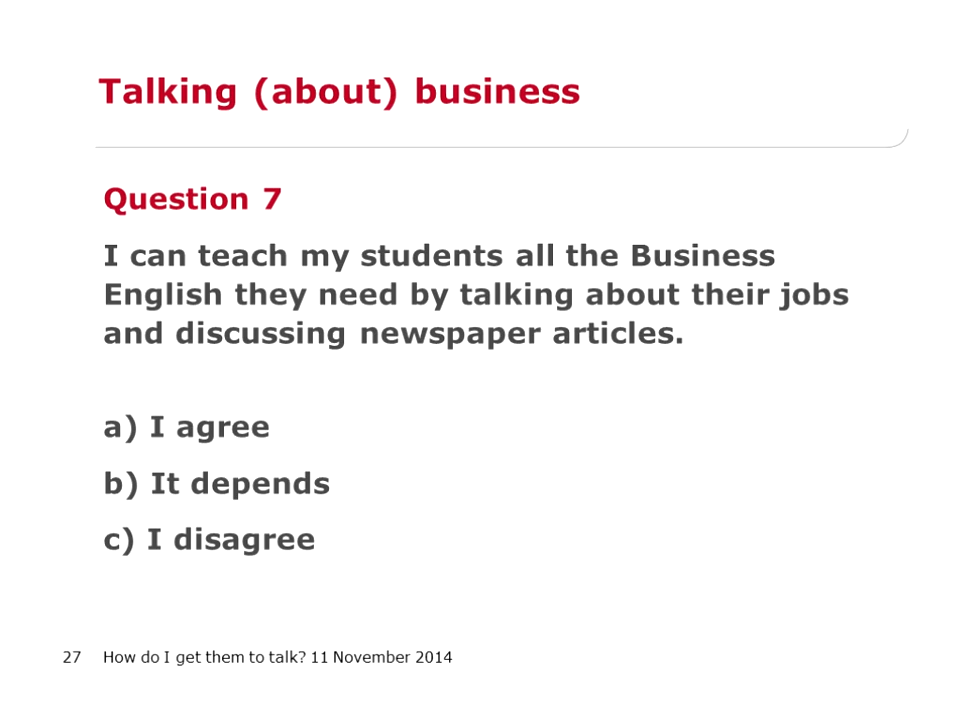 Talking (about) business
Question 7
I can teach my students all the Business
English they need by talking about their jobs
and discussing newspaper articles.
a) I agree
b) It depends
c) I disagree
27 How do I get them to talk? 11 November 2014